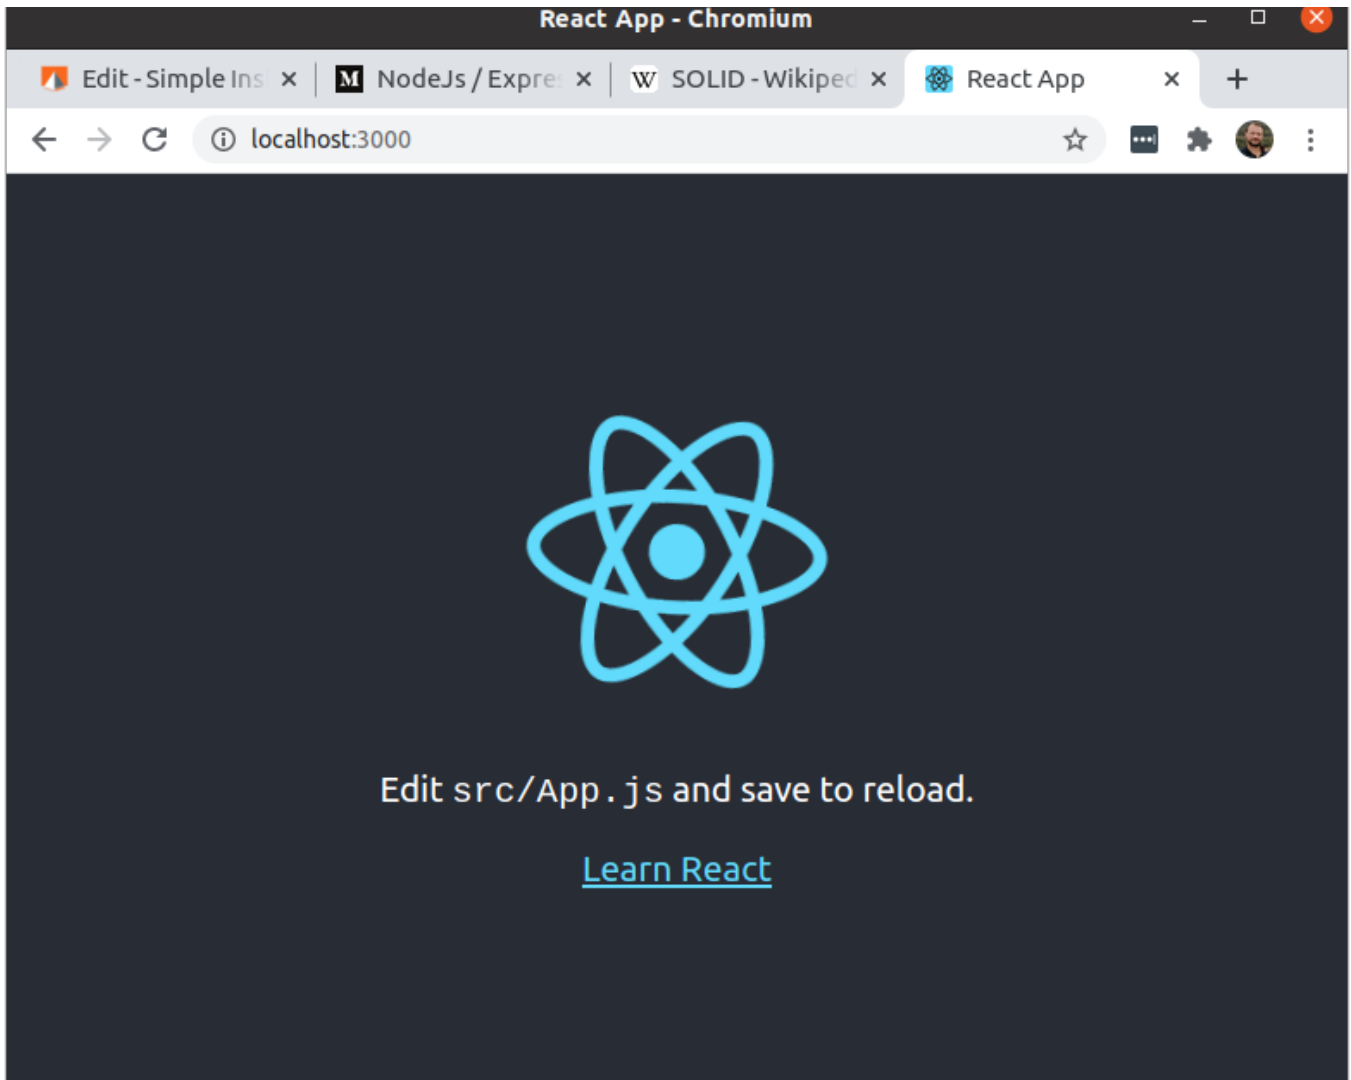 React App - Chromium
Edit - Simple Ins
M NodeJs / Expres
W SOLID - Wikiped
React App
localhost:3000
Edit src/App.js and save to reload.
Learn React